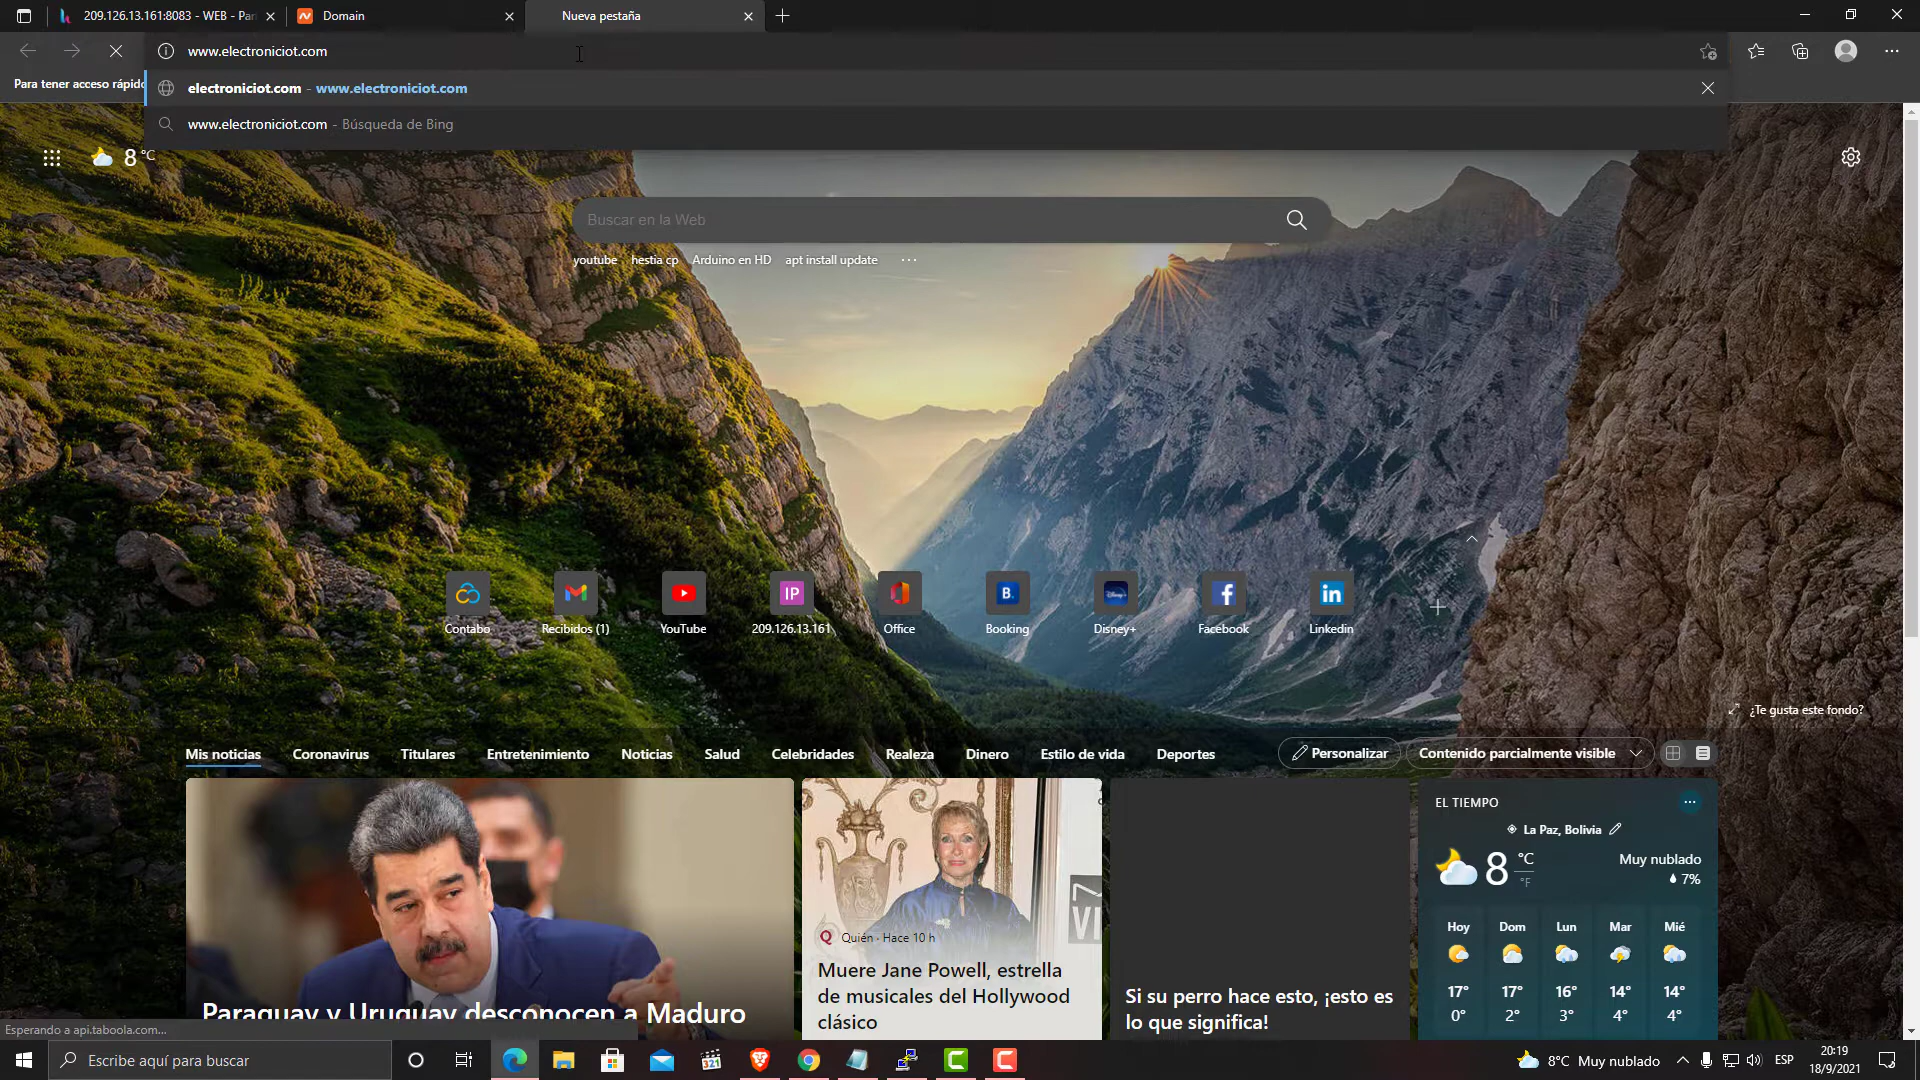 209.126.13.161:8083 - WEB - Pan
Domain
Nueva pestaña
www.electroniciot.com
Para tener acceso rápido
electroniciot.com - www.electroniciot.com
www.electroniciot.com - Búsqueda de Bing
8 °C
Buscar en la Web
youtube
hestia cp
Arduino en HD
apt install update
IP
B.
Disney+
in
Contabo
Recibidos (1)
YouTube
209.126.13.161
Office
Booking
Disney+
Facebook
Linkedin
¿Te gusta este fondo?
Mis noticias
Coronavirus
Titulares
Entretenimiento
Noticias
Salud
Celebridades
Realeza
Dinero
Estilo de vida
Deportes
Personalizar
Contenido parcialmente visible
Paraguay y Uruguay desconocen a Maduro
Quién · Hace 10 h
Muere Jane Powell, estrella
de musicales del Hollywood
clásico
Si su perro hace esto, ¡esto es
lo que significa!
EL TIEMPO
La Paz, Bolivia
8 °C
°F
Muy nublado
7%
Hoy Dom Lun Mar Mié
17° 17° 16° 14° 14°
0° 2° 3° 4° 4°
Esperando a api.taboola.com...
Escribe aquí para buscar
321
8°C Muy nublado
ESP
20:19
18/9/2021